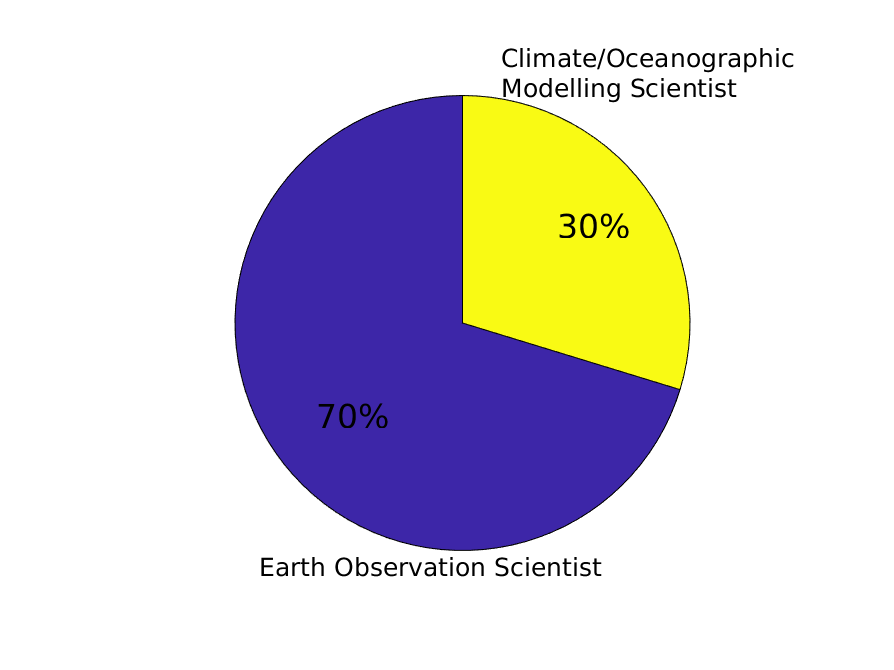 Climate/Oceanographic
Modelling Scientist
30%
70%
Earth Observation Scientist